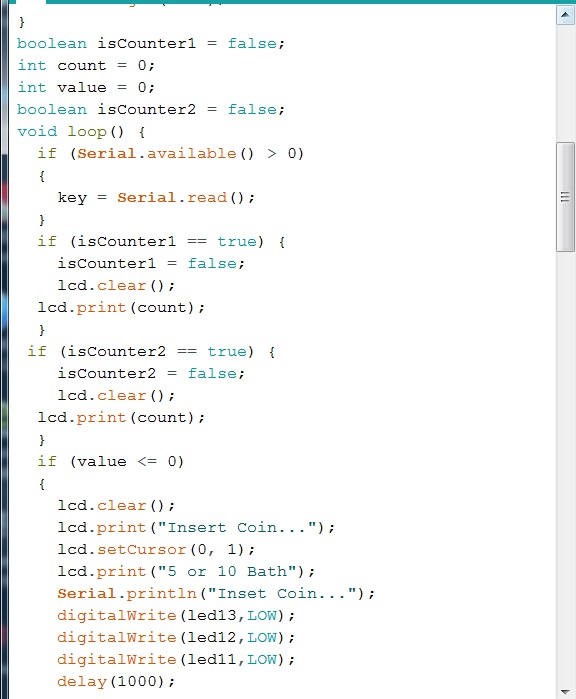 }
boolean isCounter1 = false;
int count = 0;
int value = 0;
boolean isCounter2 = false;
void loop() {
  if (Serial.available() > 0)
  {
    key = Serial.read();
  }
  if (isCounter1 == true) {
    isCounter1 = false;
    lcd.clear();
  lcd.print(count);
  }
 if (isCounter2 == true) {
    isCounter2 = false;
    lcd.clear();
  lcd.print(count);
  }
  if (value <= 0)
  {
    lcd.clear();
    lcd.print("Insert Coin...");
    lcd.setCursor(0, 1);
    lcd.print("5 or 10 Bath");
    Serial.println("Inset Coin...");
    digitalWrite(led13,LOW);
    digitalWrite(led12,LOW);
    digitalWrite(led11,LOW);
    delay(1000);